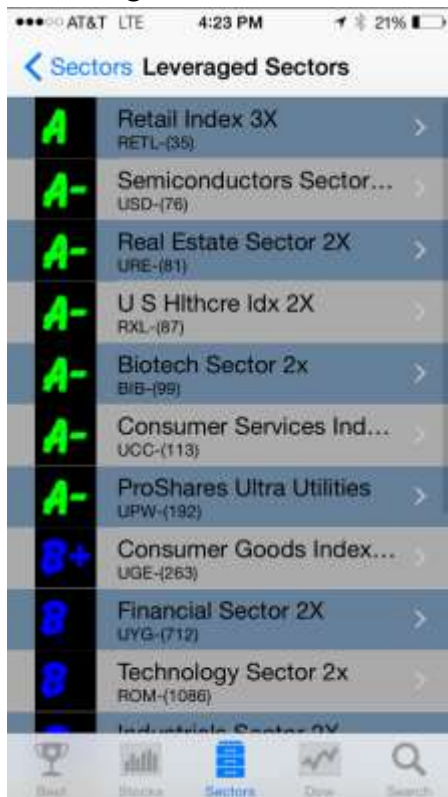 AT&T LTE 4:23 PM 21%
Sectors Leveraged Sectors
A Retail Index 3X
RETL-(35)
A- Semiconductors Sector...
USD-(76)
A- Real Estate Sector 2X
URE-(81)
A- U S Hlthcre Idx 2X
RXL-(87)
A- Biotech Sector 2x
BIB-(99)
A- Consumer Services Ind...
UCC-(113)
A- ProShares Ultra Utilities
UPW-(192)
B+ Consumer Goods Index...
UGE-(263)
B Financial Sector 2X
UYG-(712)
B Technology Sector 2x
ROM-(1086)
Industrials Sector 2X
Best Stocks Sectors Dow Search